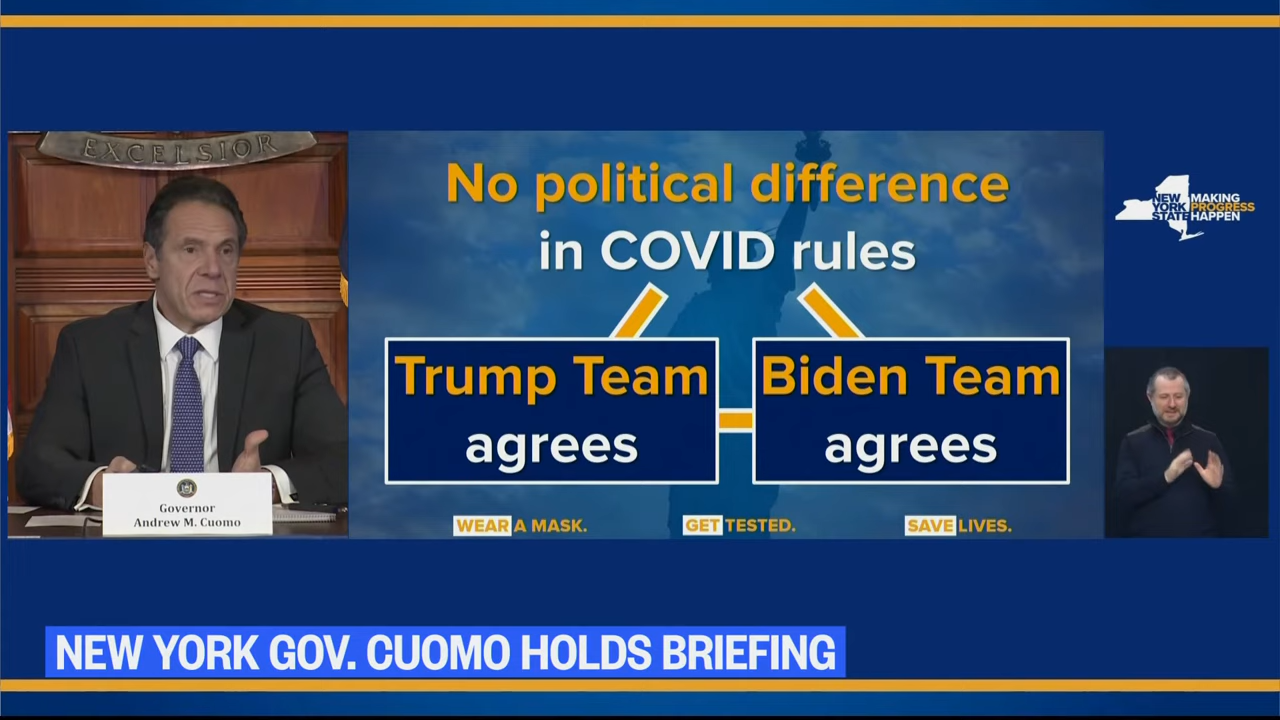 EXCELSIOR
Governor
Andrew M. Cuomo
No political difference
in COVID rules
Trump Team
agrees
Biden Team
agrees
WEAR A MASK.
GET TESTED.
SAVE LIVES.
NEW
YORK
STATE
MAKING
PROGRESS
HAPPEN
NEW YORK GOV. CUOMO HOLDS BRIEFING